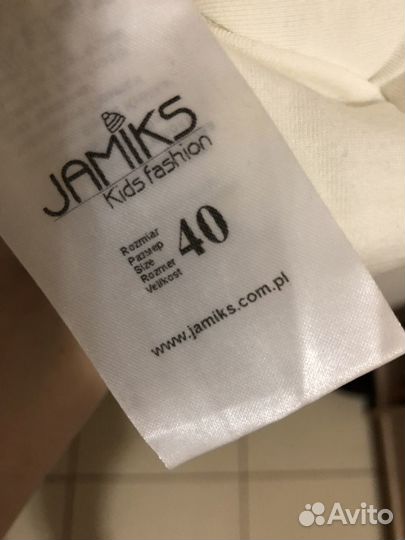 JAMIKS
Kids fashion
Rozmiar
Размер
Size
Rozmer
Velikost
40
www.jamiks.com.pl
Avito